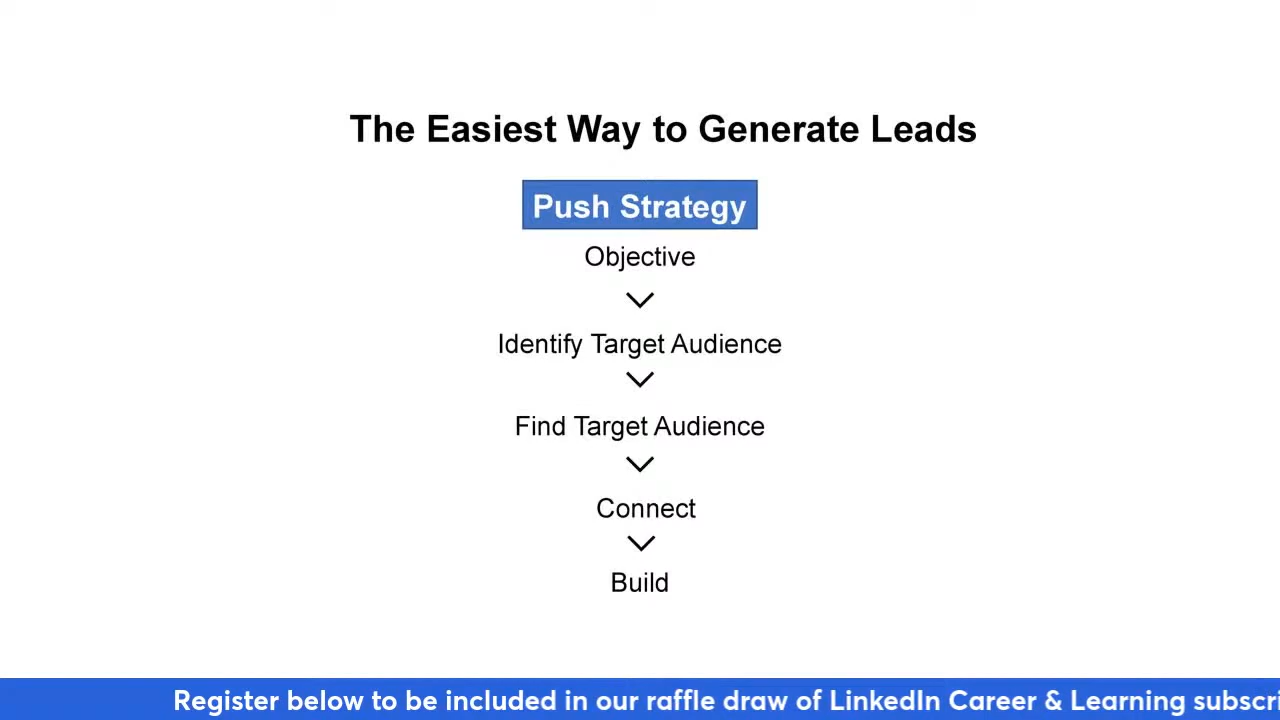 The Easiest Way to Generate Leads
Push Strategy
Objective
Identify Target Audience
Find Target Audience
Connect
Build
Register below to be included in our raffle draw of LinkedIn Career & Learning subscri